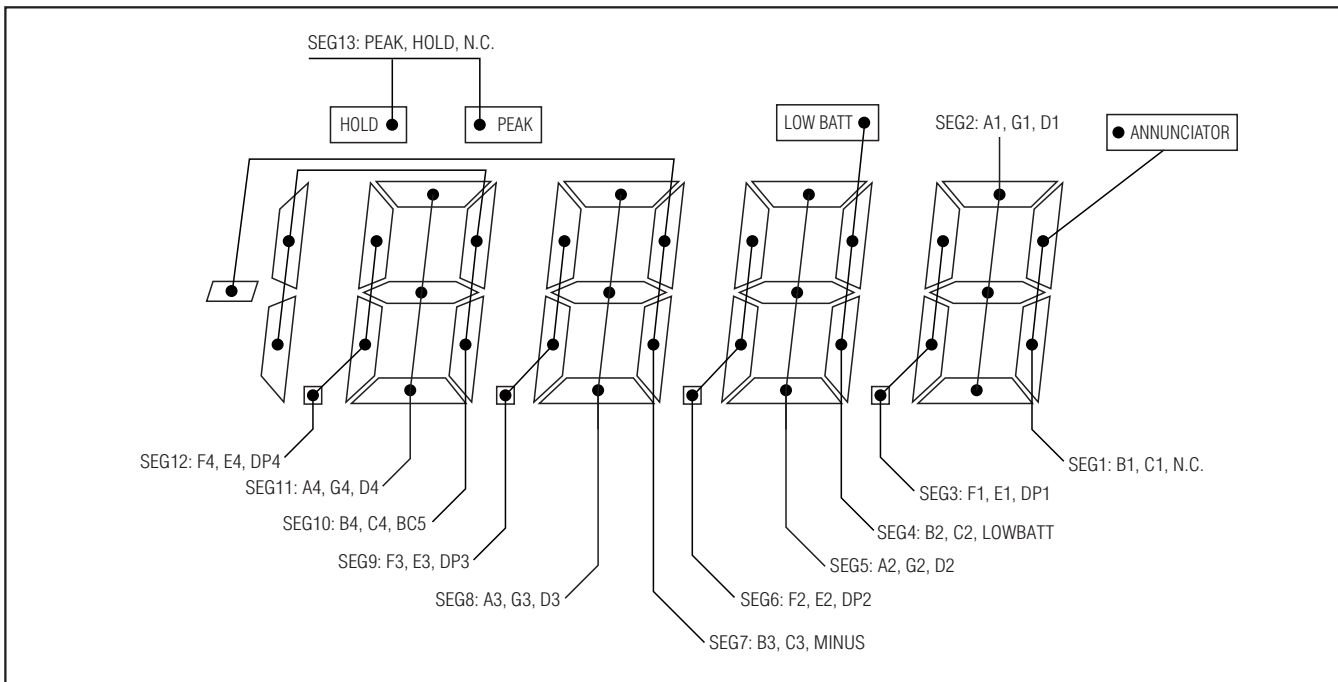 SEG13: PEAK, HOLD, N.C.
HOLD
PEAK
LOW BATT
SEG2: A1, G1, D1
ANNUNCIATOR
SEG12: F4, E4, DP4
SEG11: A4, G4, D4
SEG10: B4, C4, BC5
SEG9: F3, E3, DP3
SEG8: A3, G3, D3
SEG7: B3, C3, MINUS
SEG6: F2, E2, DP2
SEG5: A2, G2, D2
SEG4: B2, C2, LOWBATT
SEG3: F1, E1, DP1
SEG1: B1, C1, N.C.